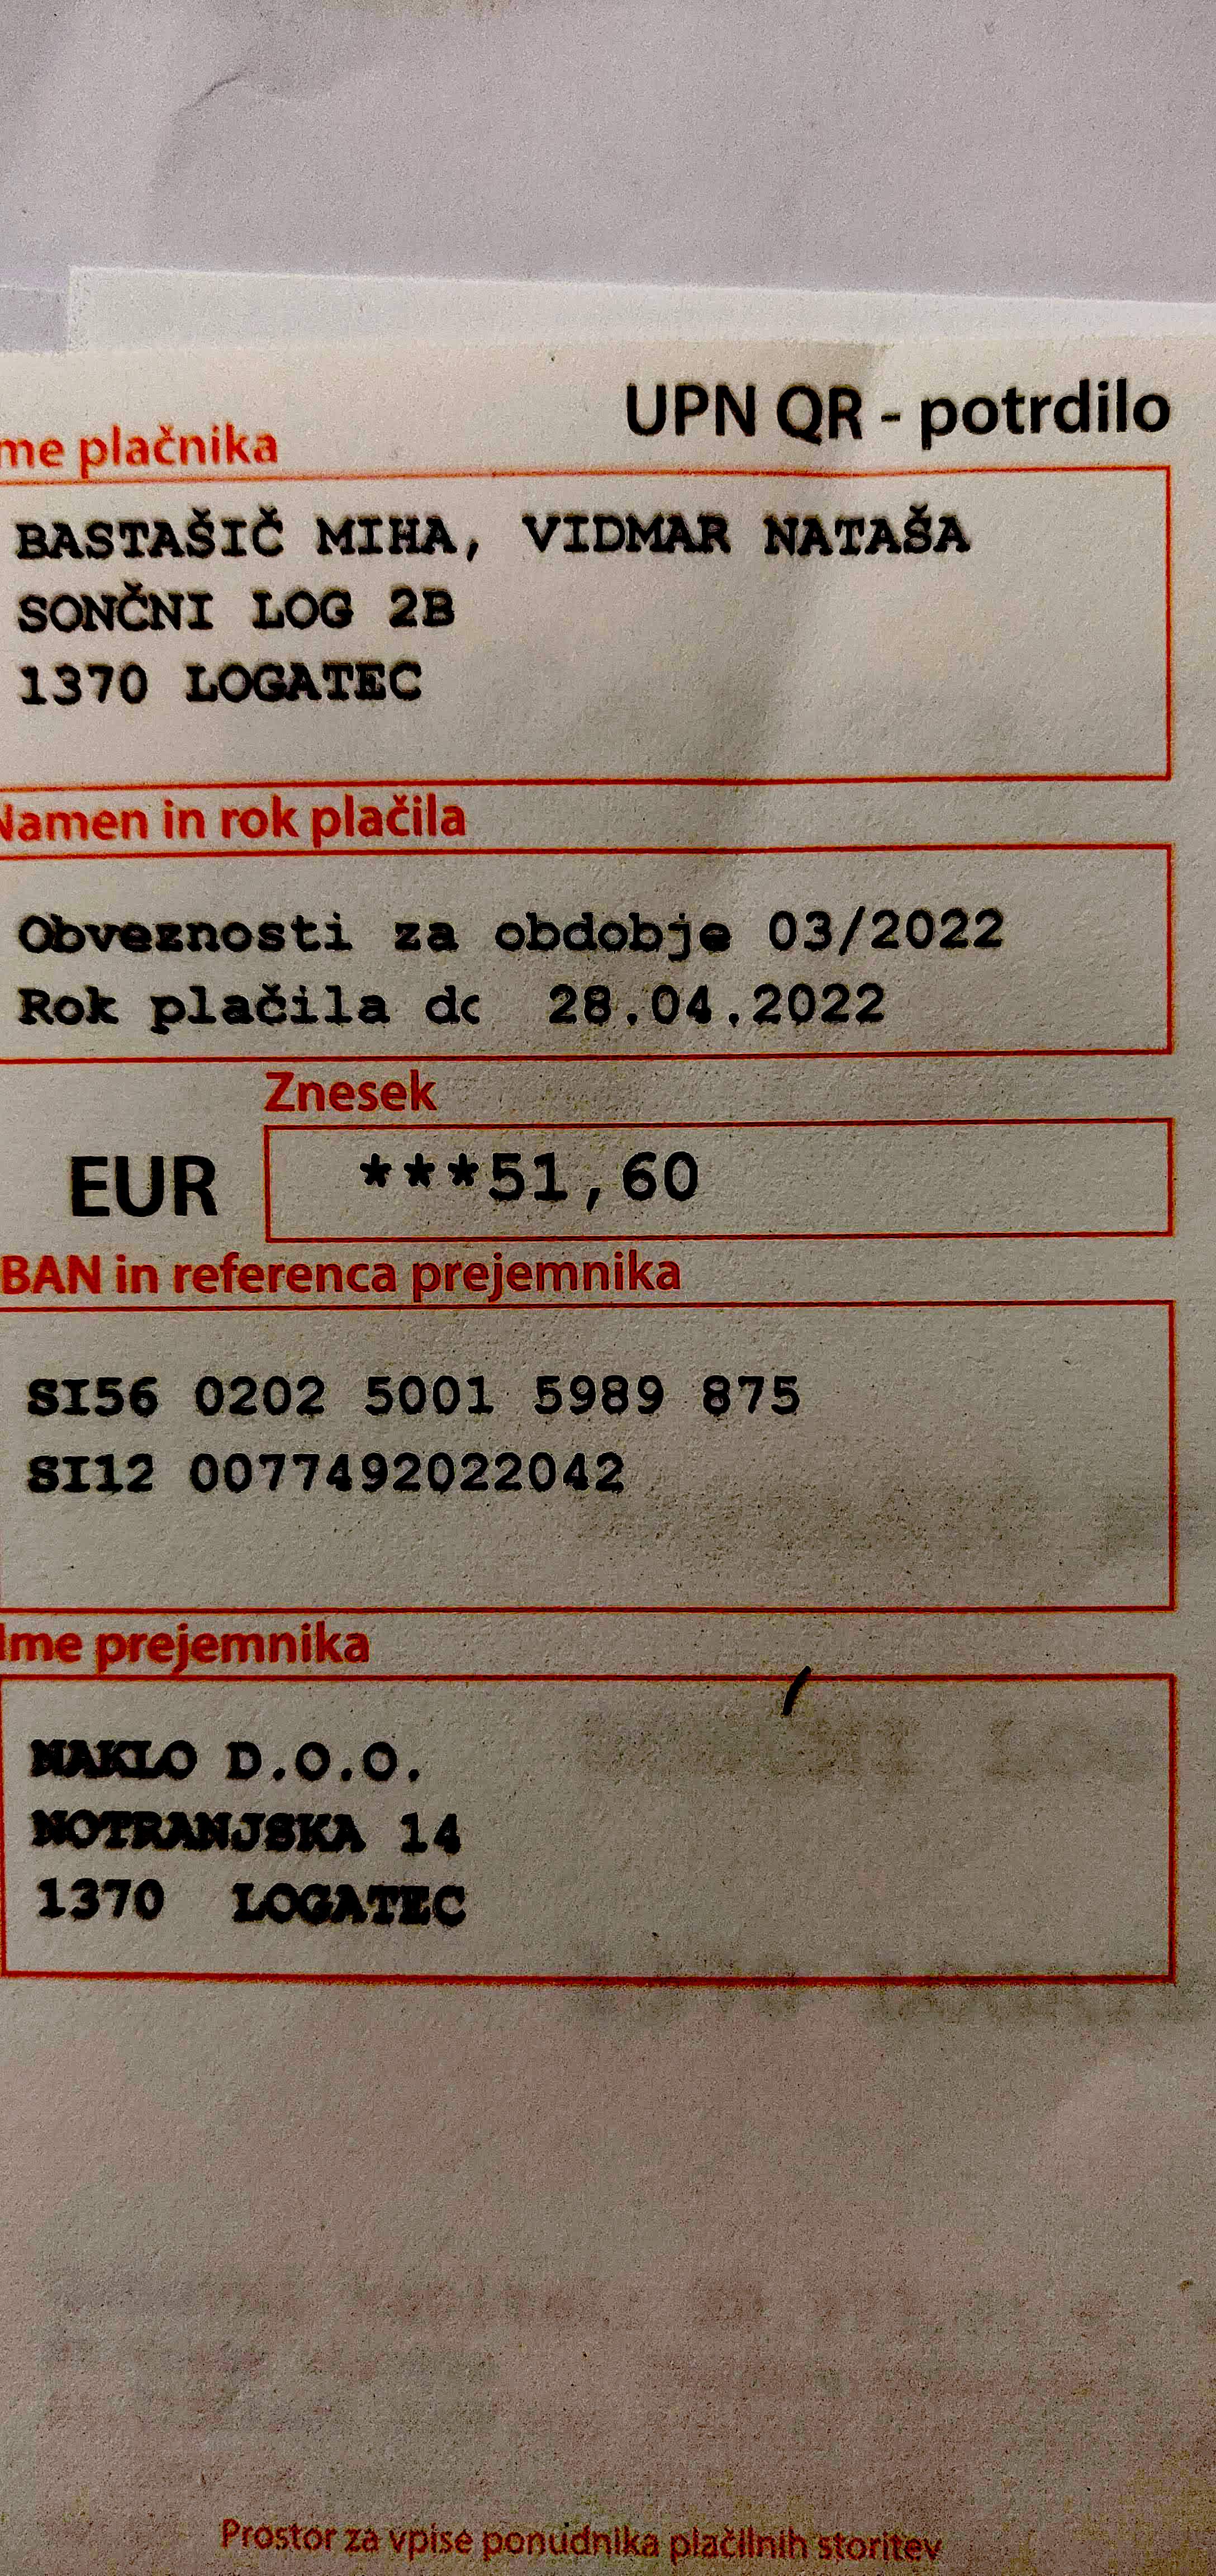 UPN QR - potrdilo
me plačnika
BASTAŠIČ MIHA, VIDMAR NATAŠA
SONČNI LOG 2B
1370 LOGATEC
Namen in rok plačila
Obveznosti za obdobje 03/2022
Rok plačila do 28.04.2022
Znesek
EUR ***51,60
BAN in referenca prejemnika
SI56 0202 5001 5989 875
SI12 0077492022042
Ime prejemnika
NAKLO D.O.O.
NOTRANJSKA 14
1370 LOGATEC
Prostor za vpise ponudnika plačilnih storitev